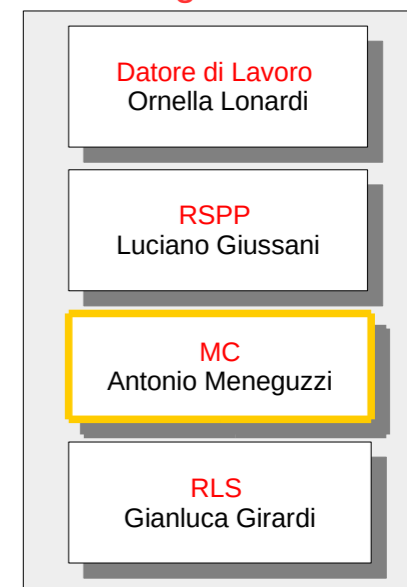 Datore di Lavoro
Ornella Lonardi
RSPP
Luciano Giussani
MC
Antonio Meneguzzi
RLS
Gianluca Girardi